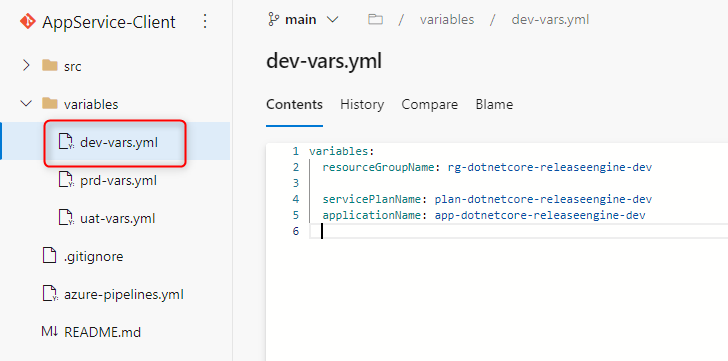 AppService-Client
src
variables
dev-vars.yml
prd-vars.yml
uat-vars.yml
.gitignore
azure-pipelines.yml
README.md
main / variables / dev-vars.yml
dev-vars.yml
Contents History Compare Blame
1 variables:
2 resourceGroupName: rg-dotnetcore-releaseengine-dev
3
4 servicePlanName: plan-dotnetcore-releaseengine-dev
5 applicationName: app-dotnetcore-releaseengine-dev
6